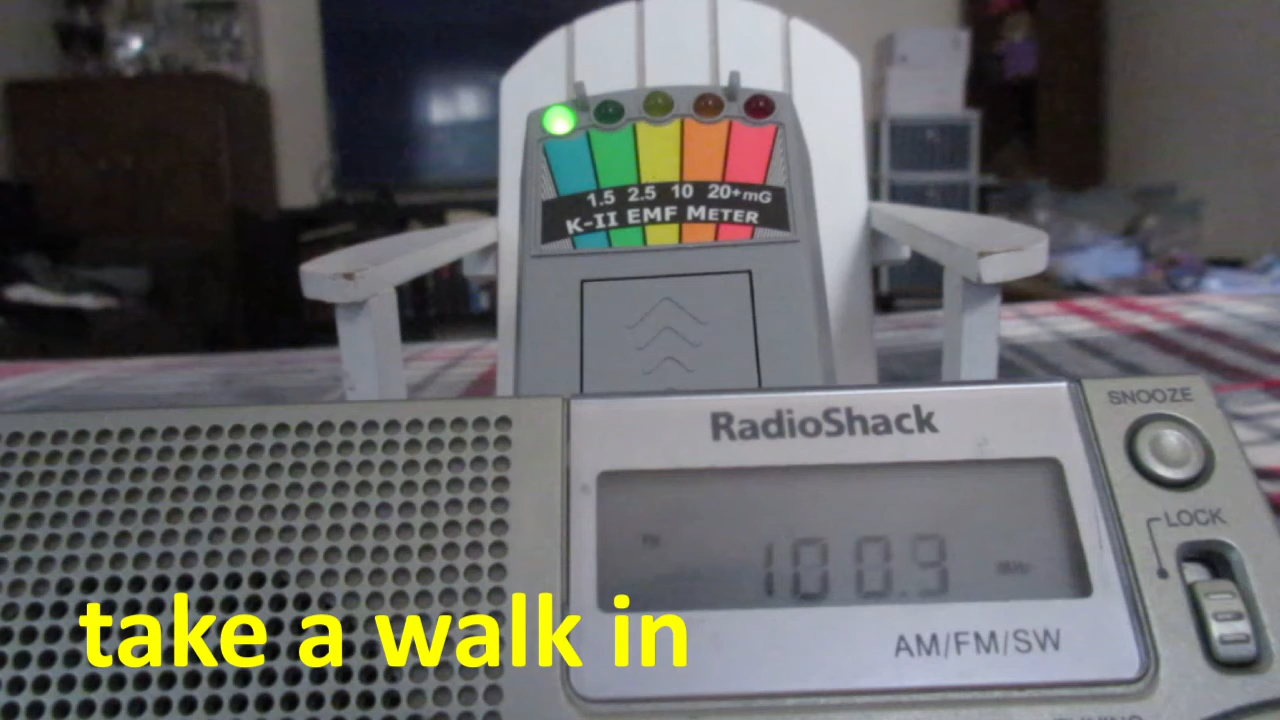 1.5 2.5 10 20+mG
K-II EMF METER
RadioShack
SNOOZE
LOCK
100.9
AM/FM/SW
take a walk in